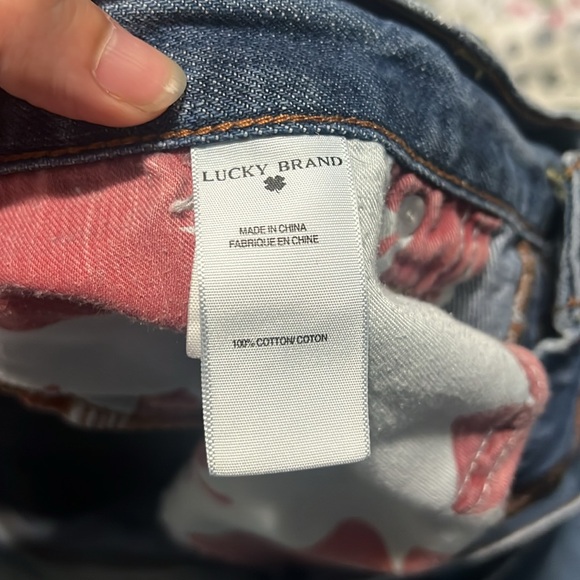 LUCKY BRAND
MADE IN CHINA
FABRIQUE EN CHINE
100% COTTON/ COTON